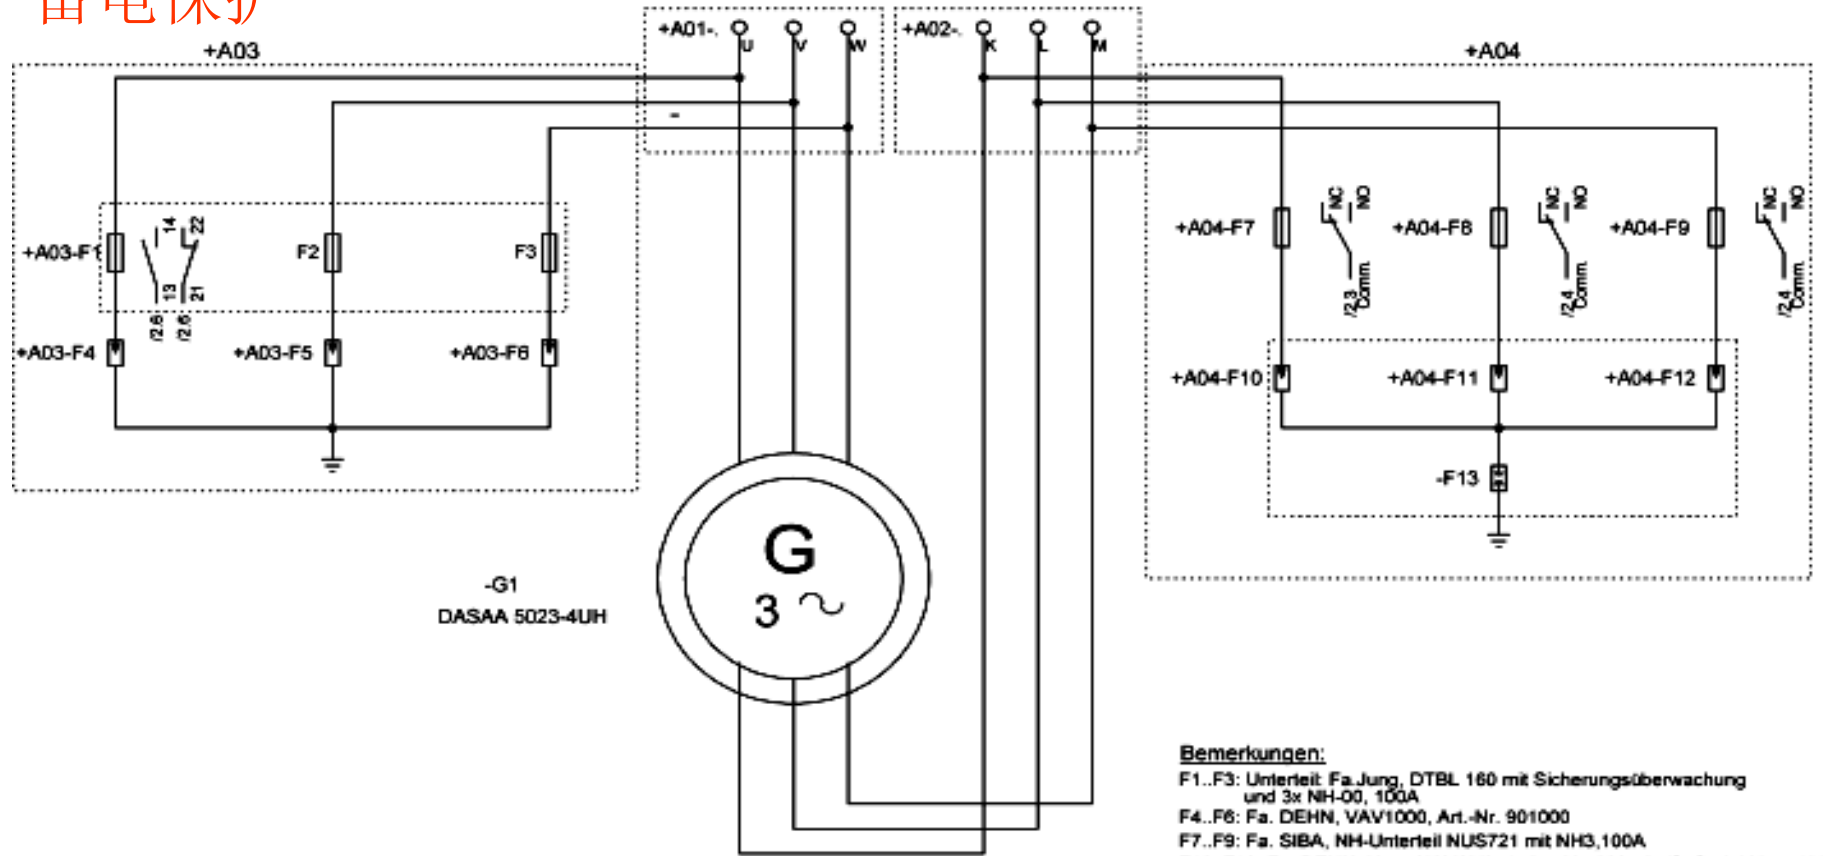 雷电保护
+A03
+A01-.
U
V
W
+A02-.
K
L
M
+A04
-
+A03-F1
14
22
13
21
/2.6
/2.6
F2
F3
+A04-F7
NC
NO
/2.3
Comm.
+A04-F8
NC
NO
/2.4
Comm.
+A04-F9
NC
NO
/2.4
Comm.
+A03-F4
+A03-F5
+A03-F6
+A04-F10
+A04-F11
+A04-F12
-F13
G
3 ~
-G1
DASAA 5023-4UH
Bemerkungen:
F1..F3: Unterteil: Fa.Jung, DTBL 160 mit Sicherungsüberwachung
und 3x NH-00, 100A
F4..F6: Fa. DEHN, VAV1000, Art.-Nr. 901000
F7..F9: Fa. SIBA, NH-Unterteil NUS721 mit NH3,100A